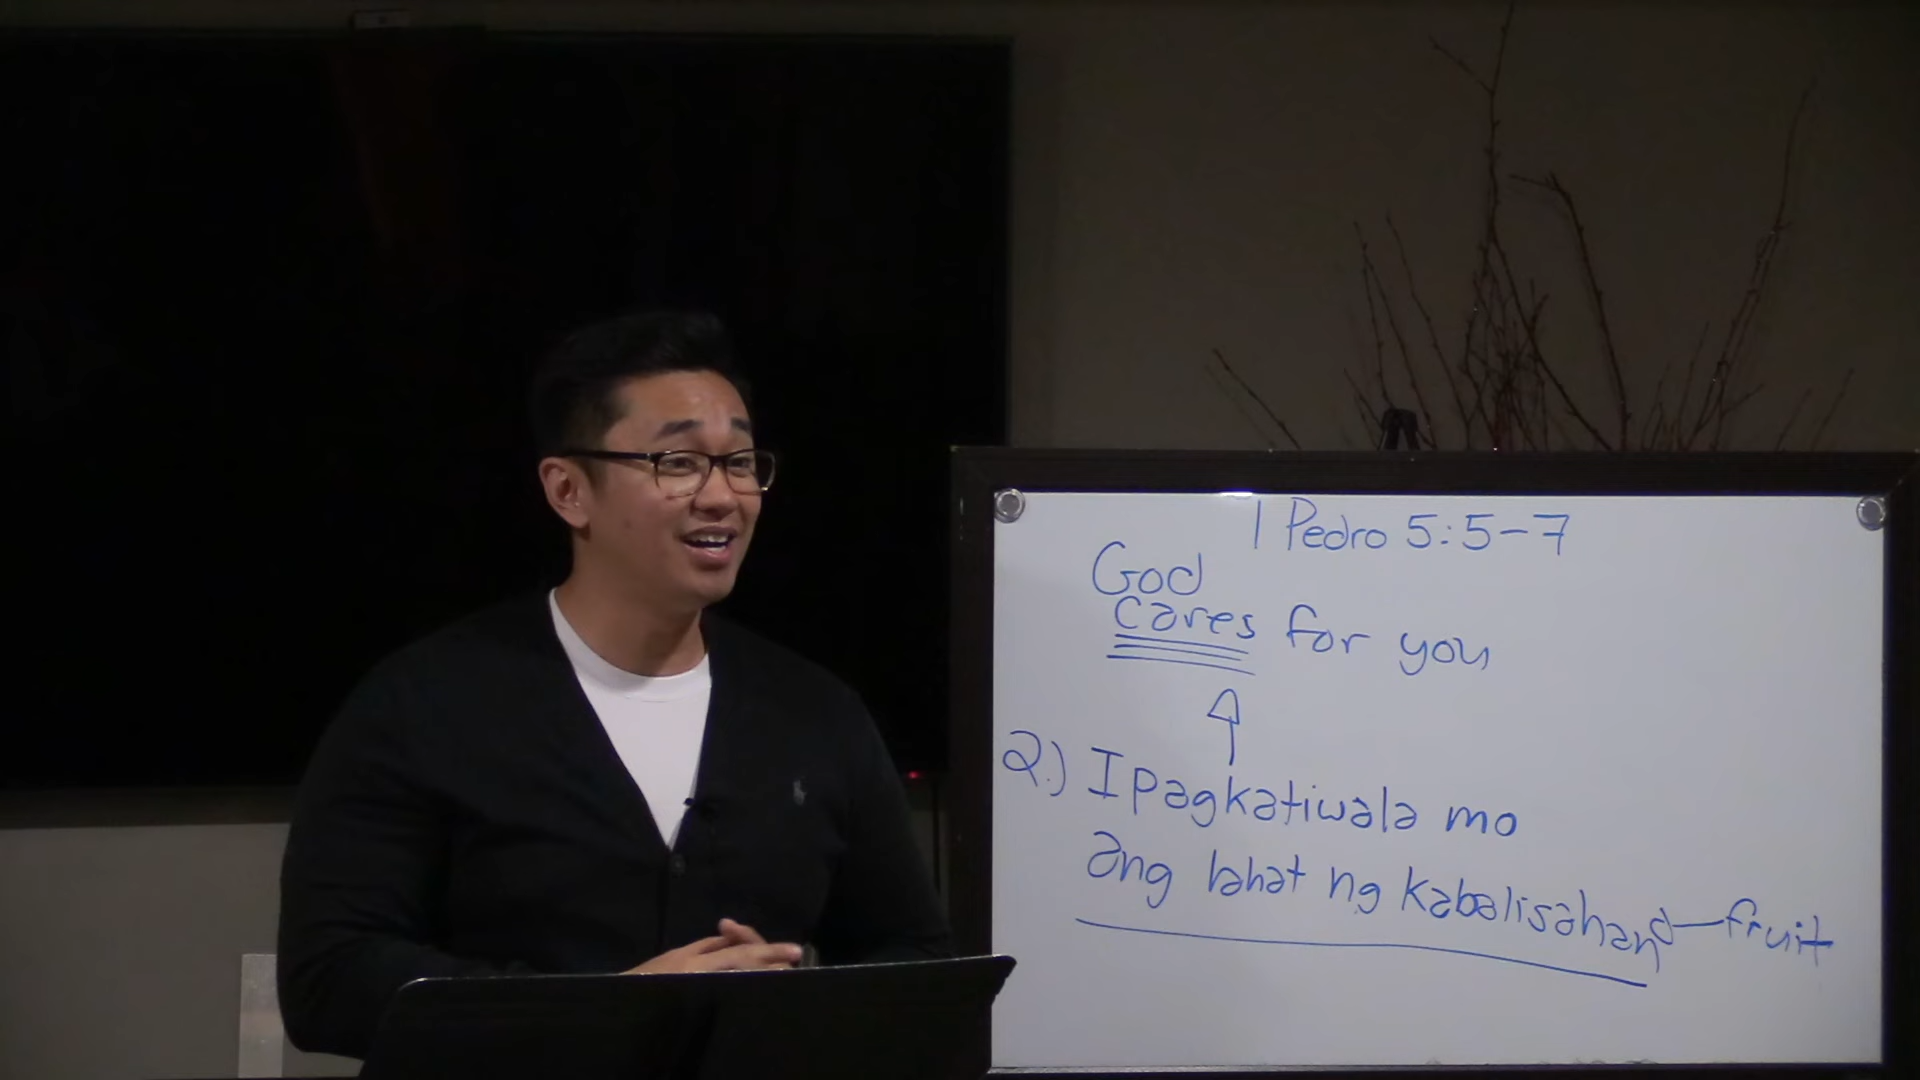 1 Pedro 5:5-7
God
cares for you
2.) Ipagkatiwala mo
ang lahat ng kabalisahan - fruit